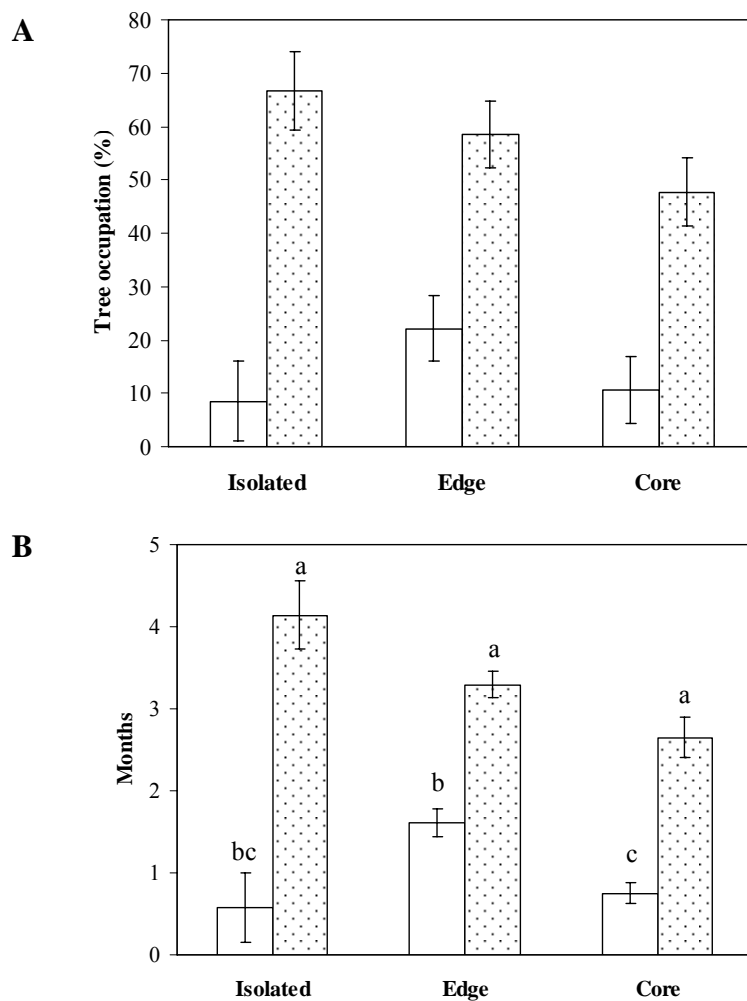 A
80
70
60
50
40
30
20
10
0
Tree occupation (%)
Isolated Edge Core
B
5
4
3
2
1
0
Months
a
a
a
b
bc
c
Isolated Edge Core